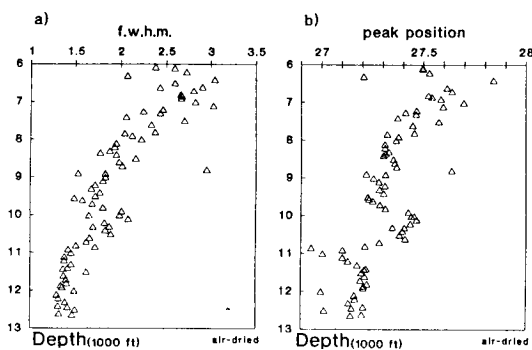 a)
f.w.h.m.
1 1.5 2 2.5 3 3.5
6
7
8
9
10
11
12
13
Depth(1000 ft) air-dried
b)
peak position
27 27.5 28
6
7
8
9
10
11
12
13
Depth(1000 ft) air-dried